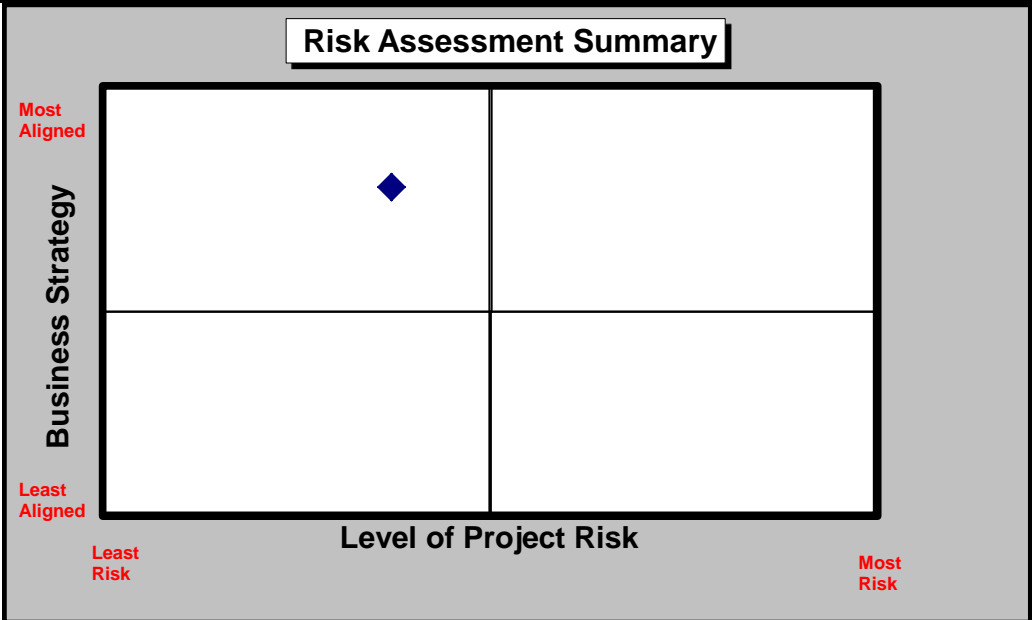 Risk Assessment Summary
Most
Aligned
Business Strategy
Least
Aligned
Level of Project Risk
Least
Risk
Most
Risk